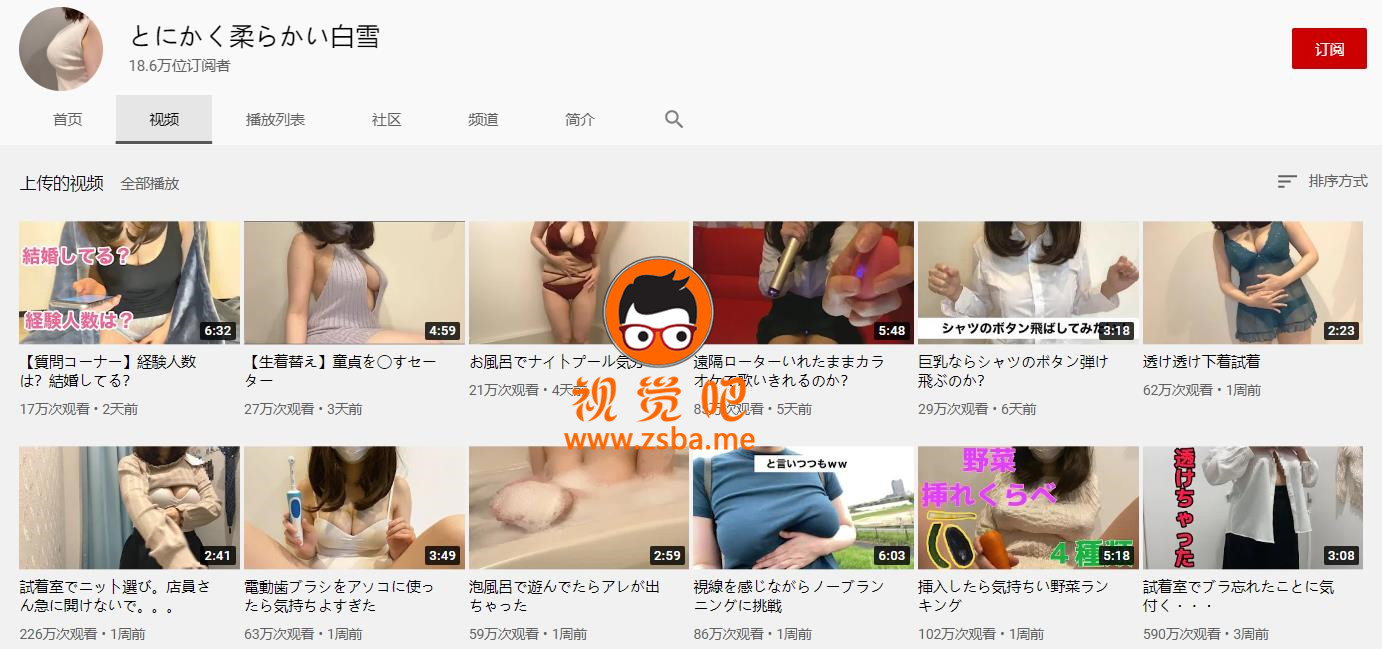 とにかく柔らかい白雪
18.6万位订阅者
订阅
首页 视频 播放列表 社区 频道 简介
上传的视频 全部播放
排序方式
結婚してる？
経験人数は？
6:32
4:59
5:48
シャツのボタン飛ばしてみた
3:18
2:23
【質問コーナー】経験人数
は？結婚してる？
17万次观看・2天前
【生着替え】童貞を〇すセー
ター
27万次观看・3天前
お風呂でナイトプール気分
21万次观看・4天前
遠隔ローターいれたままカラ
オケで歌いきれるのか？
83万次观看・5天前
巨乳ならシャツのボタン弾け
飛ぶのか？
29万次观看・6天前
透け透け下着試着
62万次观看・1周前
视觉吧
www.zsba.me
2:41
3:49
2:59
と言いつつもww
6:03
野菜
挿れくらべ
4種類
5:18
透けちゃった
3:08
試着室でニット選び。店員さ
ん急に開けないで。。。
226万次观看・1周前
電動歯ブラシをアソコに使っ
たら気持ちよすぎた
63万次观看・1周前
泡風呂で遊んでたらアレが出
ちゃった
59万次观看・1周前
視線を感じながらノーブラン
ニングに挑戦
86万次观看・1周前
挿入したら気持ちい野菜ラン
キング
102万次观看・1周前
試着室でブラ忘れたことに気
付く・・・
590万次观看・3周前